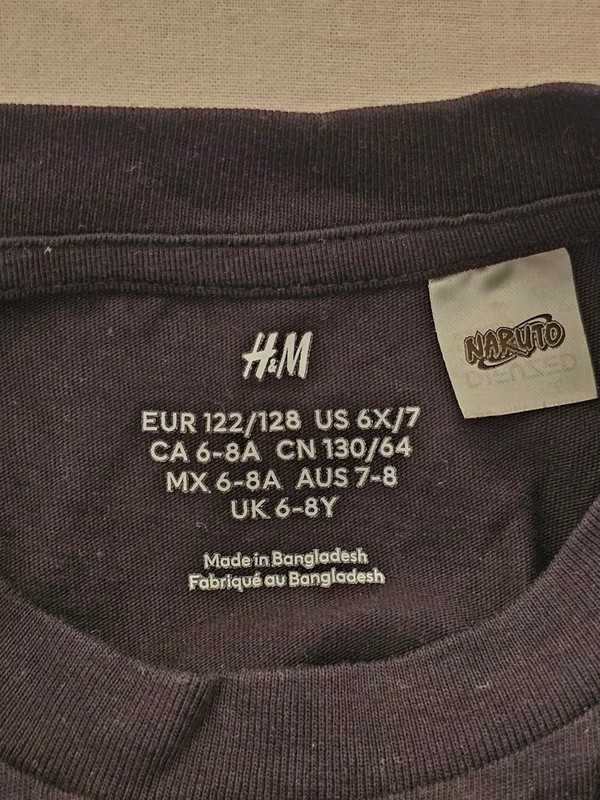 H&M
NARUTO
EUR 122/128 US 6X/7
CA 6-8A CN 130/64
MX 6-8A AUS 7-8
UK 6-8Y
Made in Bangladesh
Fabriqué au Bangladesh